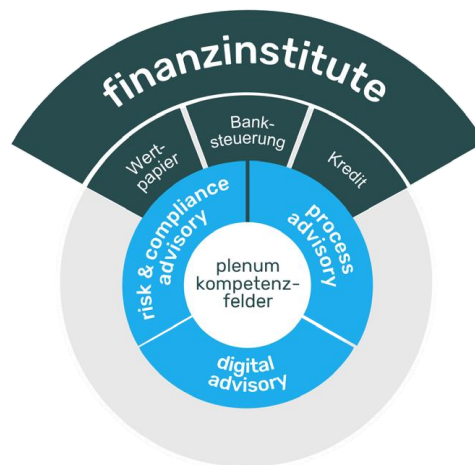 finanzinstitute
Wert-
papier
Bank-
steuerung
Kredit
risk & compliance
advisory
process
advisory
plenum
kompetenz-
felder
digital
advisory